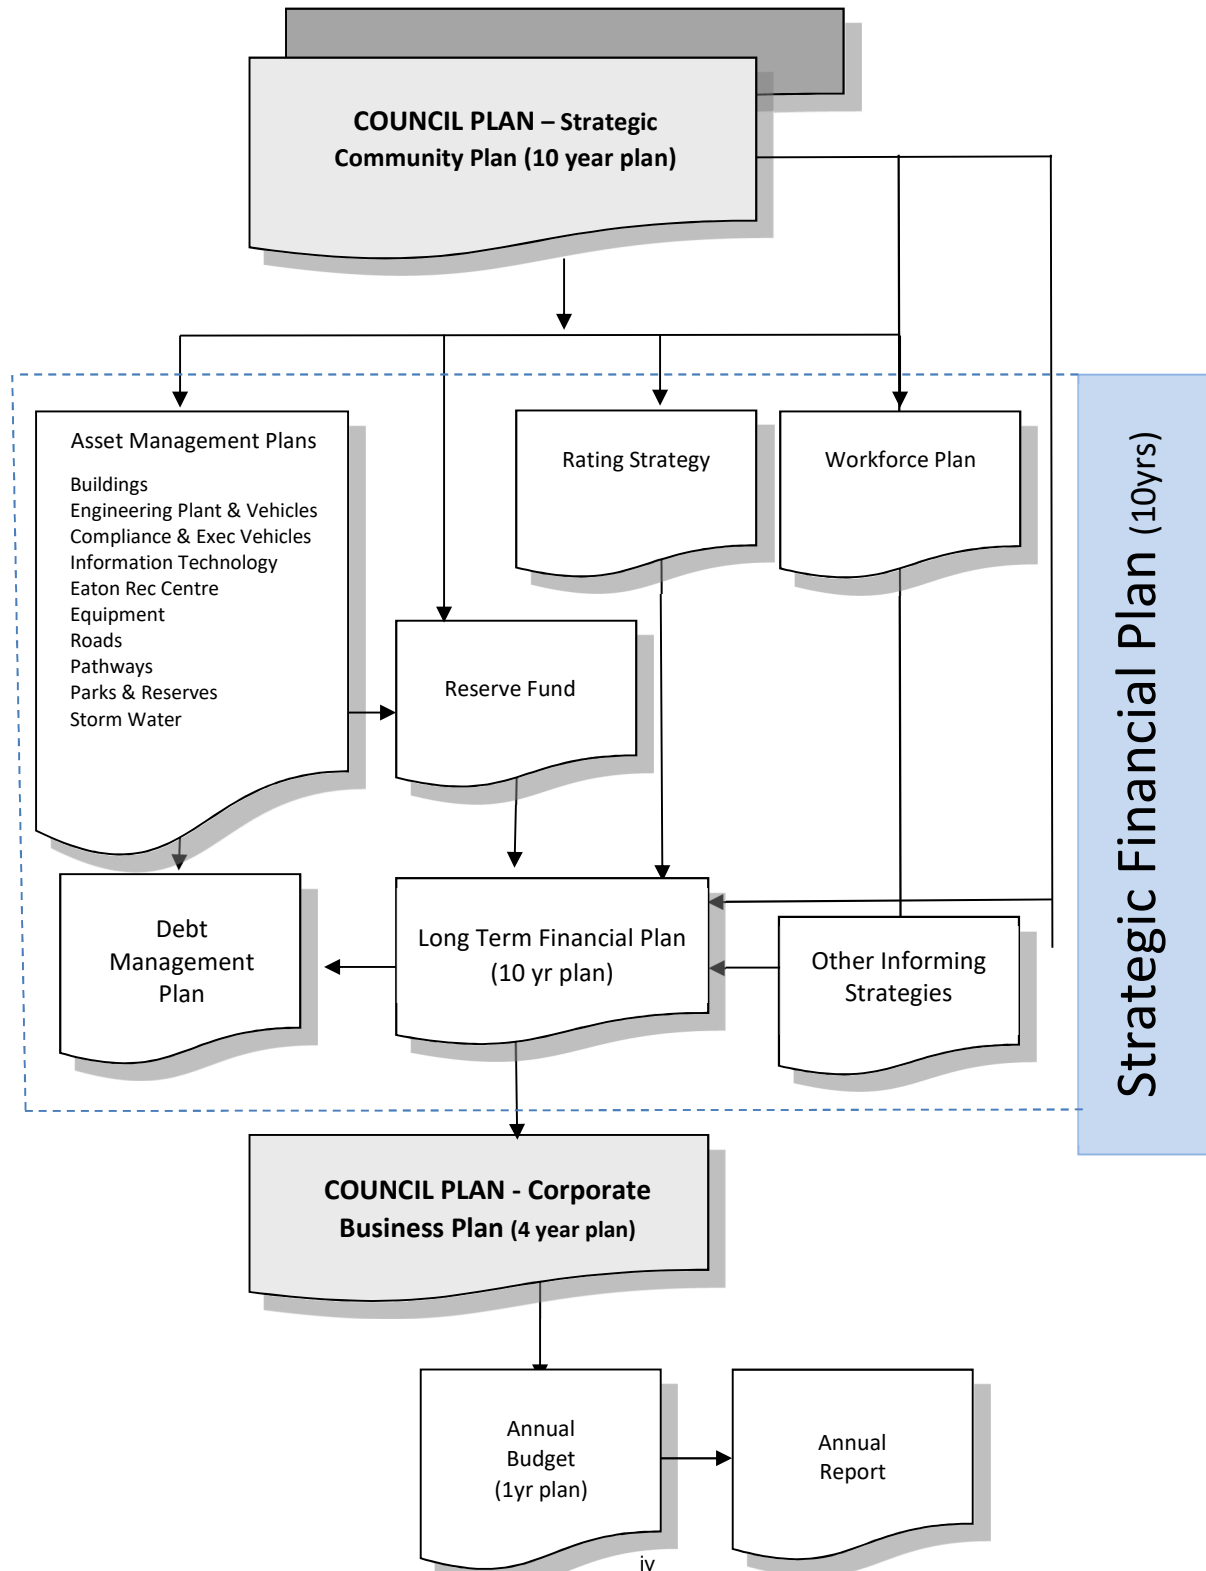 COUNCIL PLAN – Strategic
Community Plan (10 year plan)
Asset Management Plans
Buildings
Engineering Plant & Vehicles
Compliance & Exec Vehicles
Information Technology
Eaton Rec Centre
Equipment
Roads
Pathways
Parks & Reserves
Storm Water
Rating Strategy
Workforce Plan
Reserve Fund
Strategic Financial Plan (10yrs)
Debt
Management
Plan
Long Term Financial Plan
(10 yr plan)
Other Informing
Strategies
COUNCIL PLAN - Corporate
Business Plan (4 year plan)
Annual
Budget
(1yr plan)
Annual
Report
iv